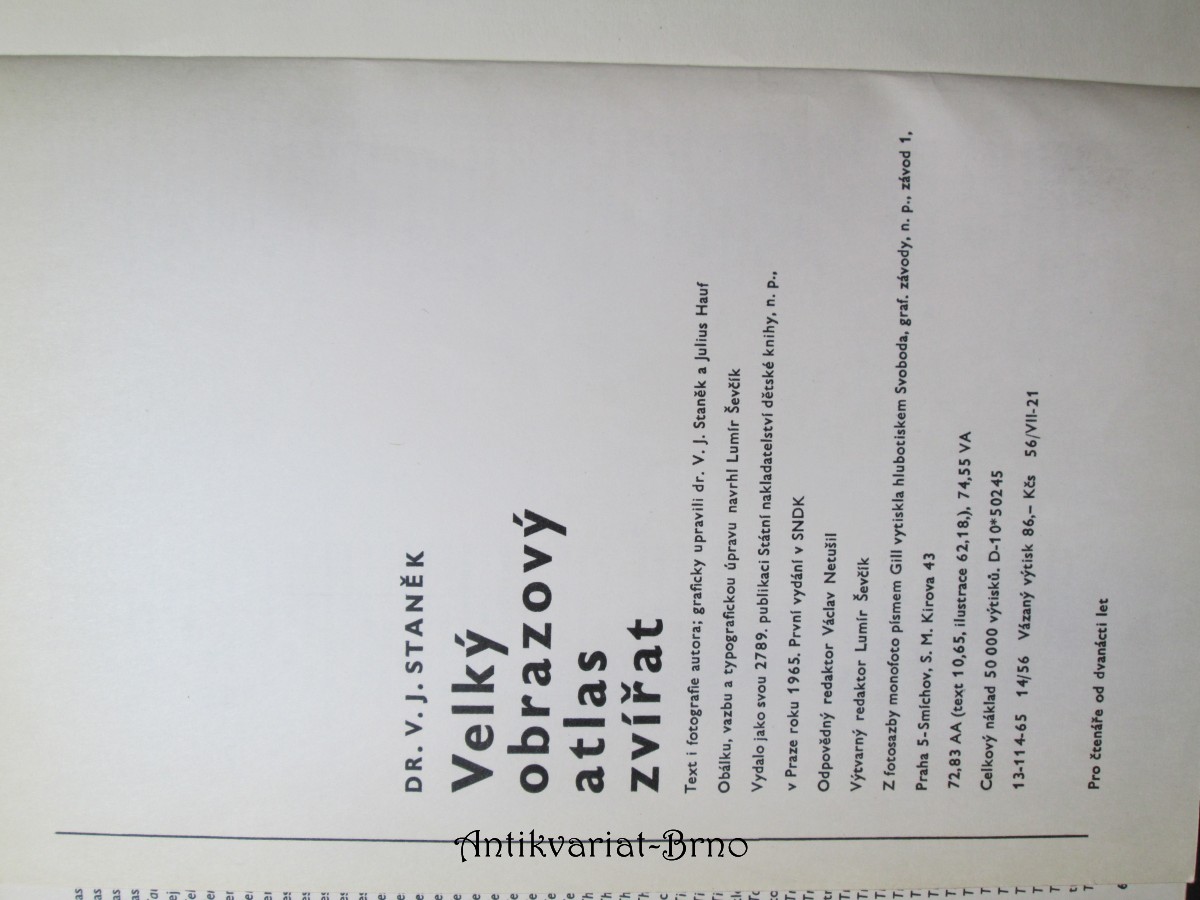 DR. V. J. STANĚK
Velký
obrazový
atlas
zvířat
Text i fotografie autora; graficky upravili dr. V. J. Staněk a Julius Hauf
Obálku, vazbu a typografickou úpravu navrhl Lumír Ševčík
Vydalo jako svou 2789. publikaci Státní nakladatelství dětské knihy, n. p.,
v Praze roku 1965. První vydání v SNDK
Odpovědný redaktor Václav Netušil
Výtvarný redaktor Lumír Ševčík
Z fotosazby monofoto písmem Gill vytiskla hlubotiskem Svoboda, graf. závody, n. p., závod 1,
Praha 5-Smíchov, S. M. Kirova 43
72,83 AA (text 10,65, ilustrace 62,18,), 74,55 VA
Celkový náklad 50 000 výtisků. D-10*50245
13-114-65 14/56 Vázaný výtisk 86,– Kčs 56/VII-21
Pro čtenáře od dvanácti let
Antikvariat-Brno